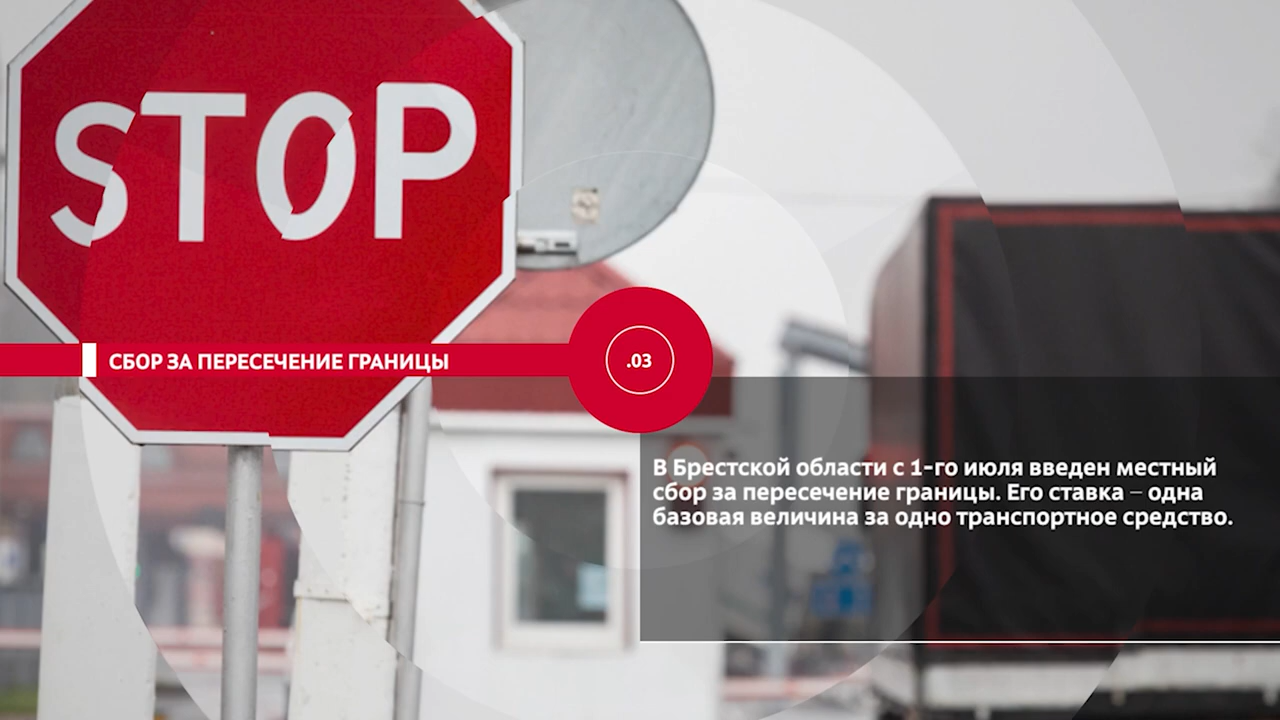 STOP
СБОР ЗА ПЕРЕСЕЧЕНИЕ ГРАНИЦЫ
.03
В Брестской области с 1-го июля введен местный
сбор за пересечение границы. Его ставка – одна
базовая величина за одно транспортное средство.